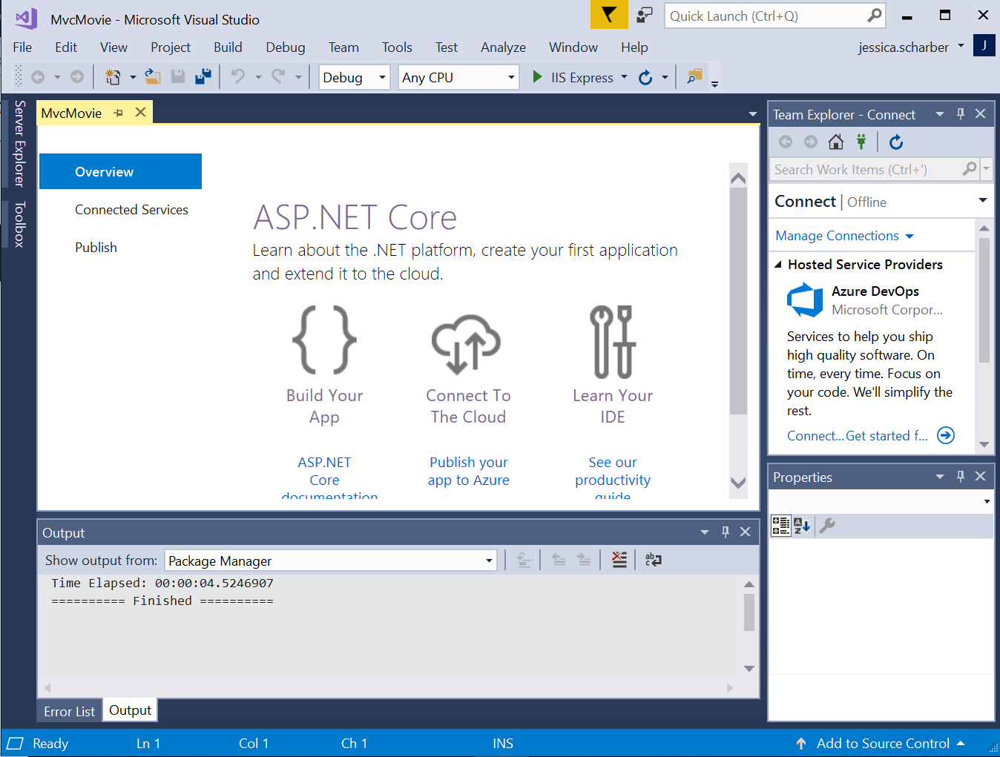 MvcMovie - Microsoft Visual Studio
Quick Launch (Ctrl+Q)
File Edit View Project Build Debug Team Tools Test Analyze Window Help
jessica.scharber J
Debug Any CPU IIS Express
Server Explorer
Toolbox
MvcMovie
Overview
Connected Services
Publish
ASP.NET Core
Learn about the .NET platform, create your first application
and extend it to the cloud.
Build Your
App
Connect To
The Cloud
Learn Your
IDE
ASP.NET
Core
documentation
Publish your
app to Azure
See our
productivity
guide
Team Explorer - Connect
Search Work Items (Ctrl+')
Connect | Offline
Manage Connections
Hosted Service Providers
Azure DevOps
Microsoft Corpor...
Services to help you ship
high quality software. On
time, every time. Focus on
your code. We'll simplify the
rest.
Connect... Get started f...
Properties
Output
Show output from: Package Manager
Time Elapsed: 00:00:04.5246907
========== Finished ==========
Error List Output
Ready Ln 1 Col 1 Ch 1 INS Add to Source Control